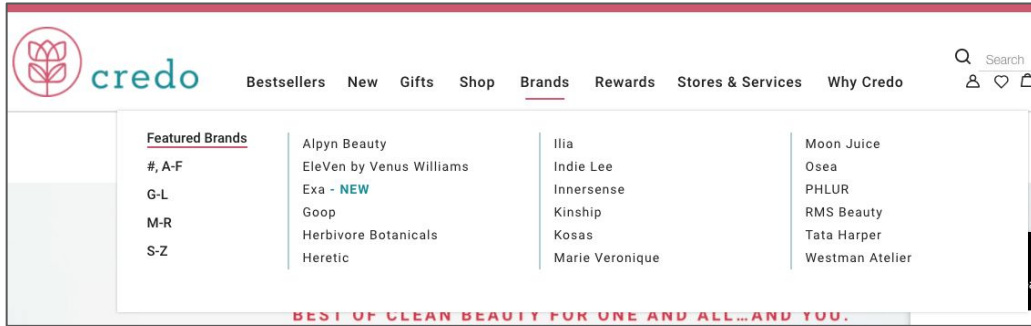 credo
Bestsellers New Gifts Shop Brands Rewards Stores & Services Why Credo
Search
Featured Brands
#, A-F
G-L
M-R
S-Z
Alpyn Beauty
EleVen by Venus Williams
Exa - NEW
Goop
Herbivore Botanicals
Heretic
Ilia
Indie Lee
Innersense
Kinship
Kosas
Marie Veronique
Moon Juice
Osea
PHLUR
RMS Beauty
Tata Harper
Westman Atelier
BEST OF CLEAN BEAUTY FOR ONE AND ALL...AND YOU.